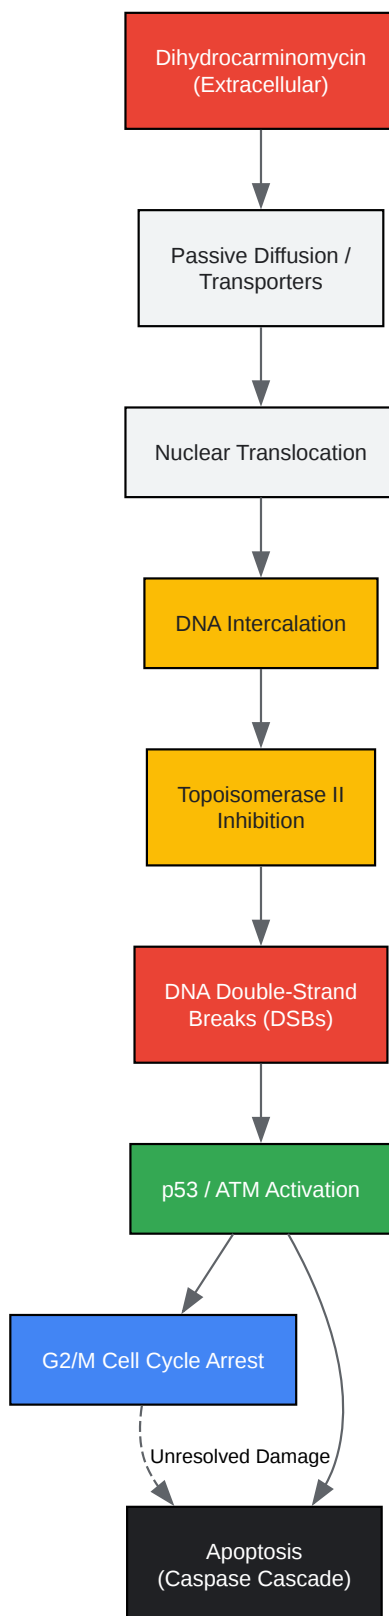 Dihydrocarminomycin
(Extracellular)
Passive Diffusion /
Transporters
Nuclear Translocation
DNA Intercalation
Topoisomerase II
Inhibition
DNA Double-Strand
Breaks (DSBs)
p53 / ATM Activation
G2/M Cell Cycle Arrest
Unresolved Damage
Apoptosis
(Caspase Cascade)